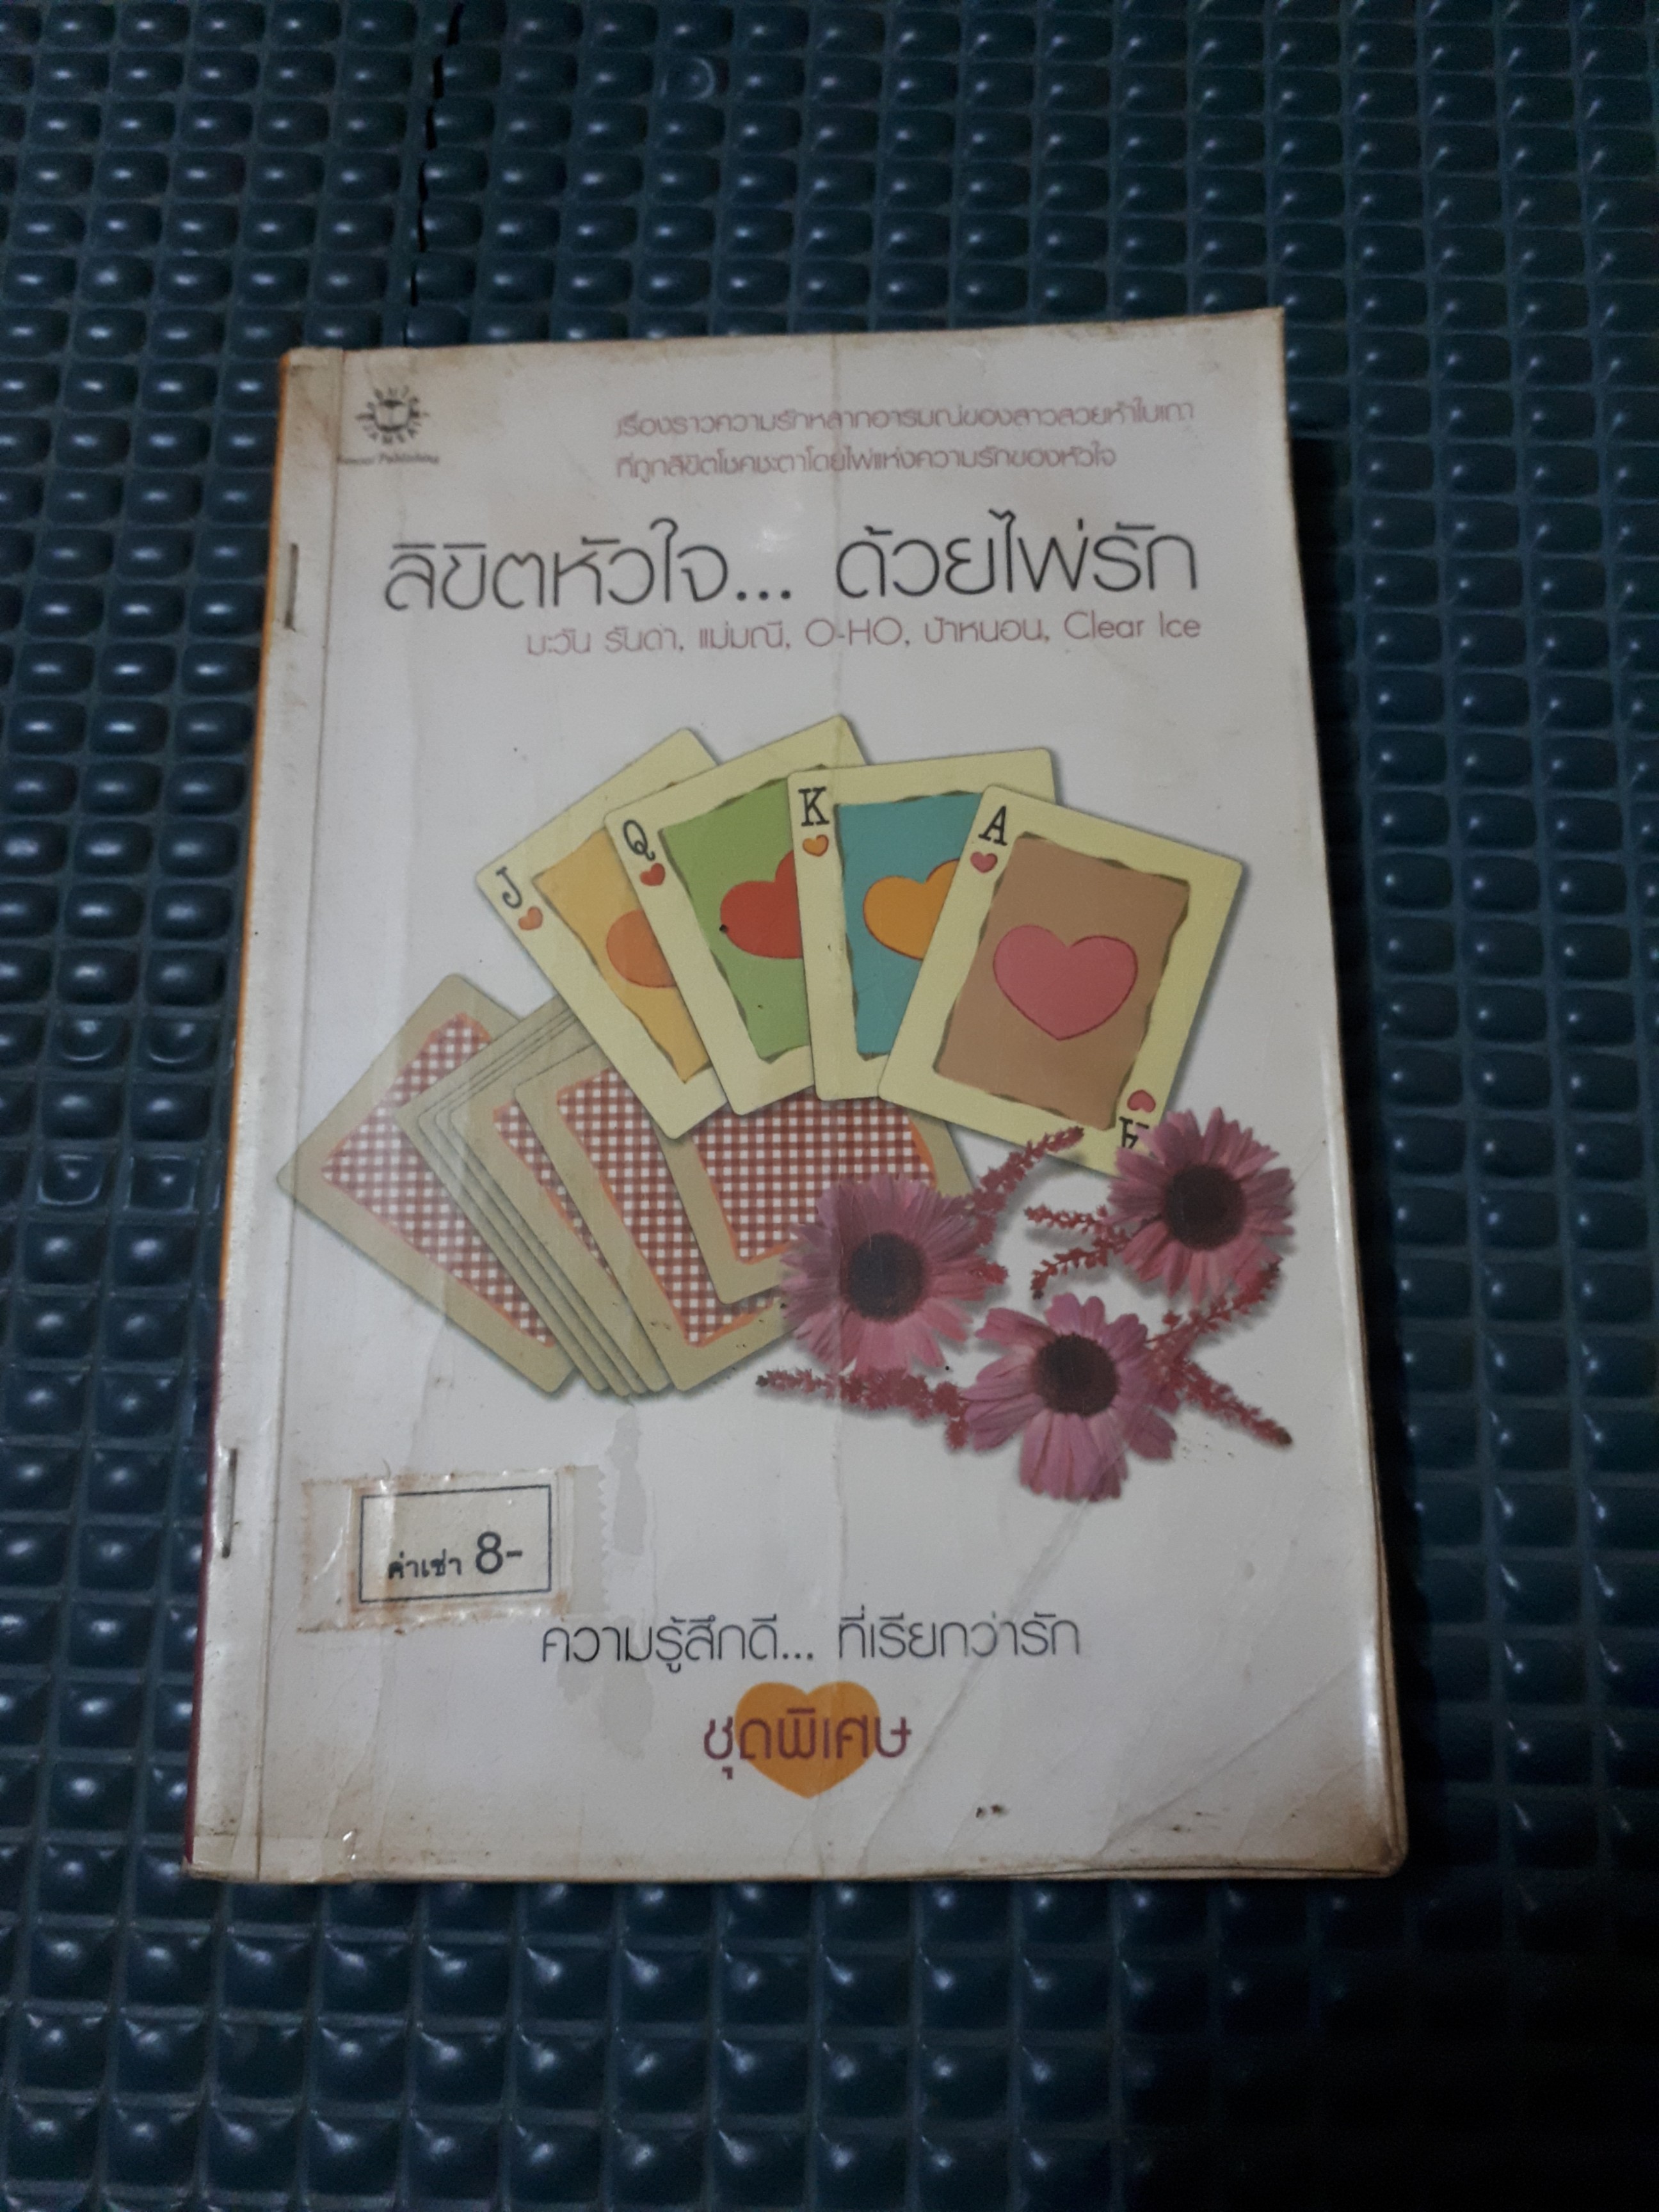 เรื่องราวความรักหลากอารมณ์ของสาวสวยห้าใบเถา
ที่ถูกลิขิตโชคชะตาโดยไพ่แห่งความรักของหัวใจ
ลิขิตหัวใจ... ด้วยไพ่รัก
มะวัน รันดา, แม่มณี, O-HO, ป้าหนอน, Clear Ice
J
Q
K
A
A
ค่าเช่า 8-
ความรู้สึกดี... ที่เรียกว่ารัก
ชุดพิเศษ